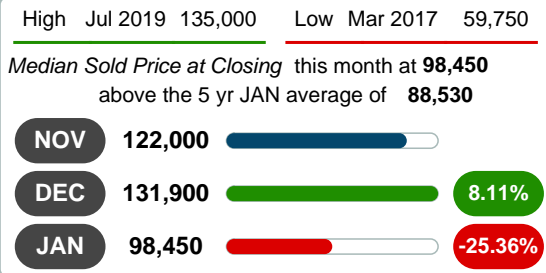 High Jul 2019 135,000 Low Mar 2017 59,750
Median Sold Price at Closing this month at 98,450
above the 5 yr JAN average of 88,530
NOV 122,000
DEC 131,900 8.11%
JAN 98,450 -25.36%